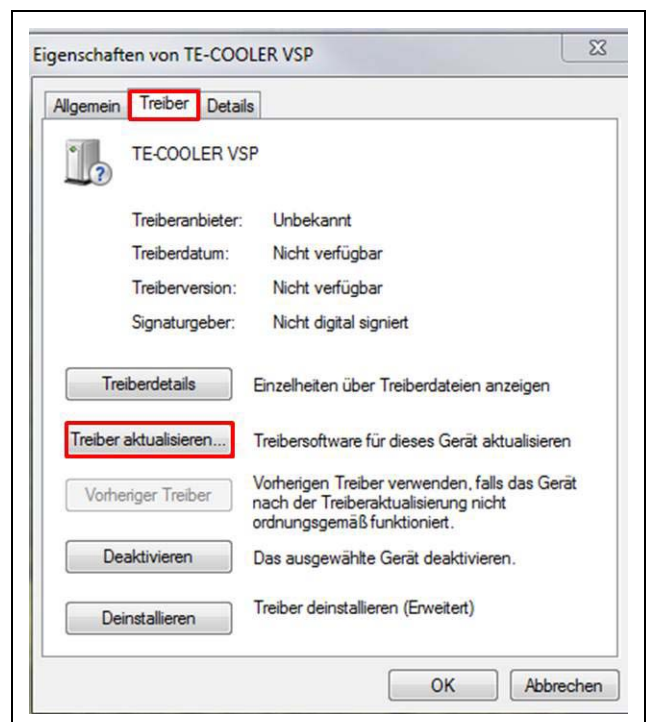 Eigenschaften von TE-COOLER VSP
Allgemein Treiber Details
TE-COOLER VSP
Treiberanbieter: Unbekannt
Treiberdatum: Nicht verfügbar
Treiberversion: Nicht verfügbar
Signaturgeber: Nicht digital signiert
Treiberdetails Einzelheiten über Treiberdateien anzeigen
Treiber aktualisieren... Treibersoftware für dieses Gerät aktualisieren
Vorheriger Treiber Vorherigen Treiber verwenden, falls das Gerät
nach der Treiberaktualisierung nicht
ordnungsgemäß funktioniert.
Deaktivieren Das ausgewählte Gerät deaktivieren.
Deinstallieren Treiber deinstallieren (Erweitert)
OK Abbrechen